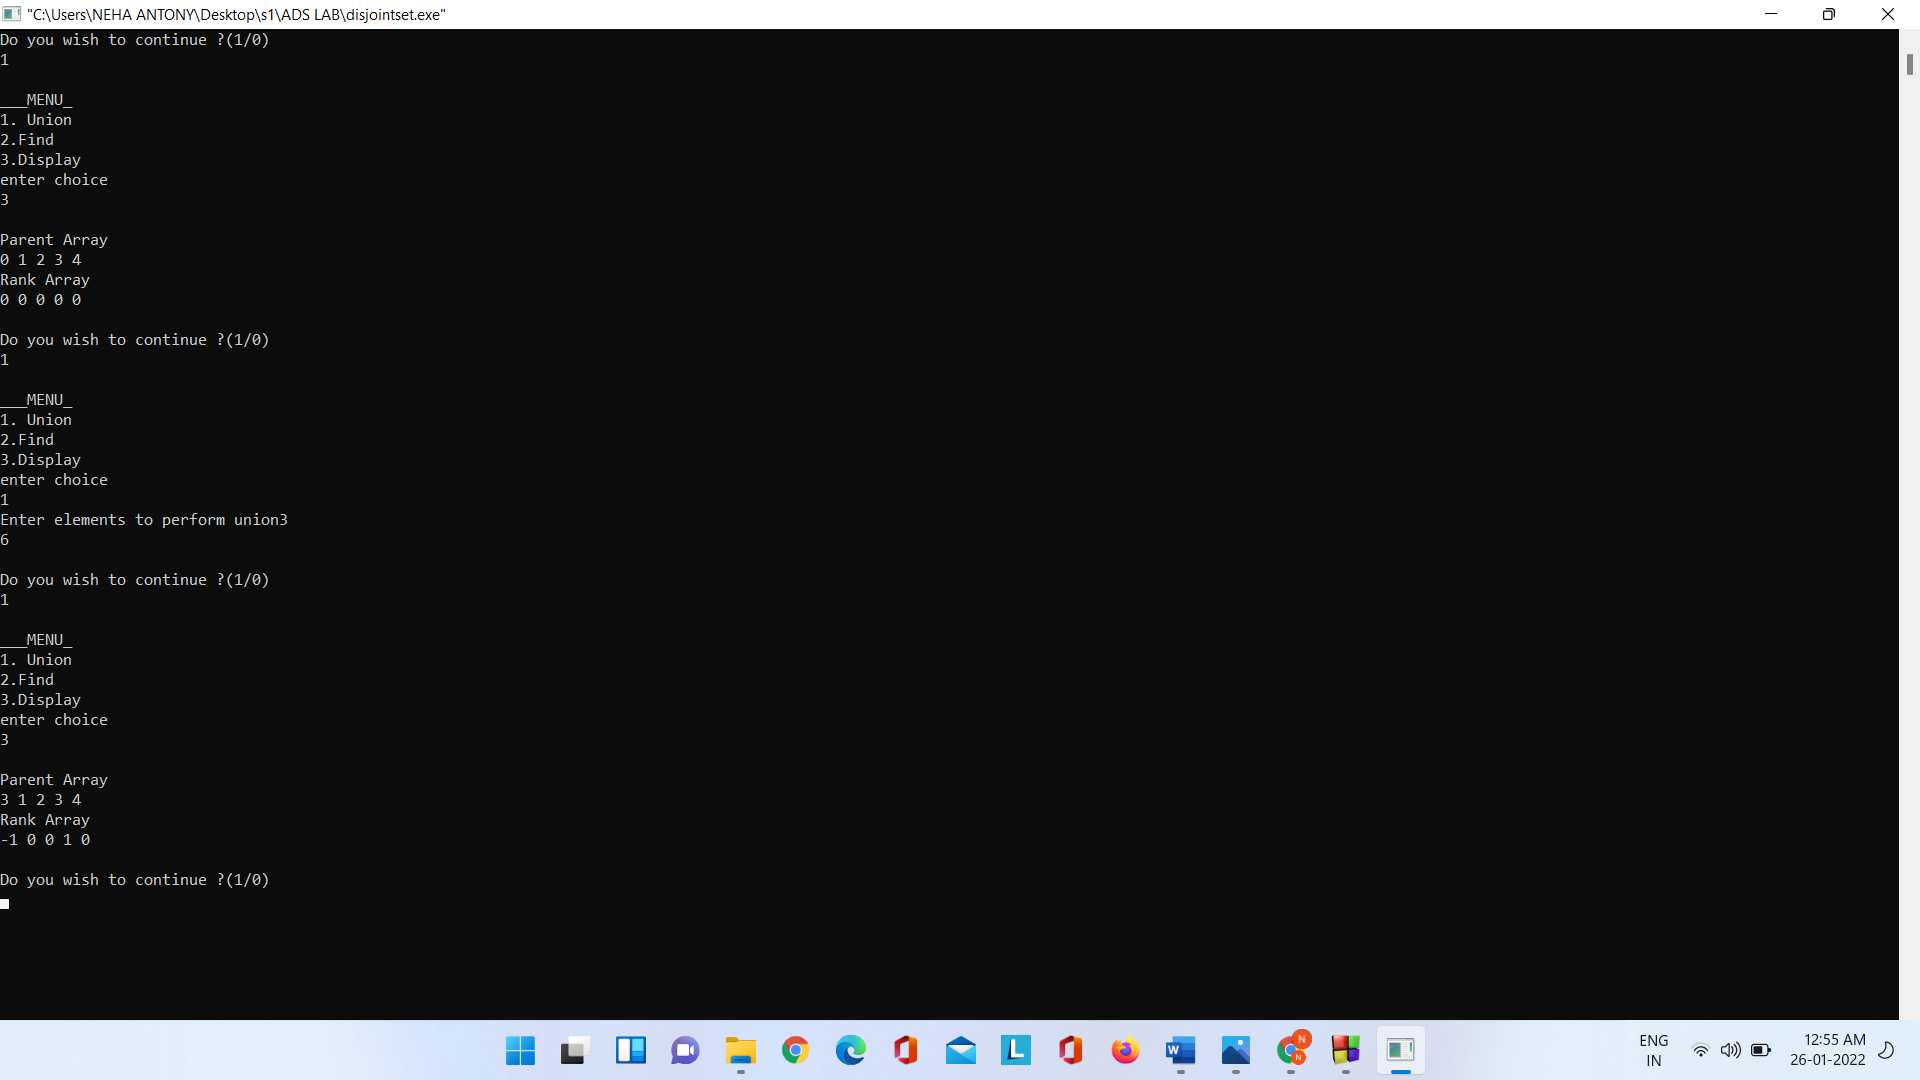 "C:\Users\NEHA ANTONY\Desktop\s1\ADS LAB\disjointset.exe"
Do you wish to continue ?(1/0)
1
___MENU_
1. Union
2.Find
3.Display
enter choice
3
Parent Array
0 1 2 3 4
Rank Array
0 0 0 0 0
Do you wish to continue ?(1/0)
1
___MENU_
1. Union
2.Find
3.Display
enter choice
1
Enter elements to perform union3
6
Do you wish to continue ?(1/0)
1
___MENU_
1. Union
2.Find
3.Display
enter choice
3
Parent Array
3 1 2 3 4
Rank Array
-1 0 0 1 0
Do you wish to continue ?(1/0)
L
W
N
N
ENG
IN
12:55 AM
26-01-2022